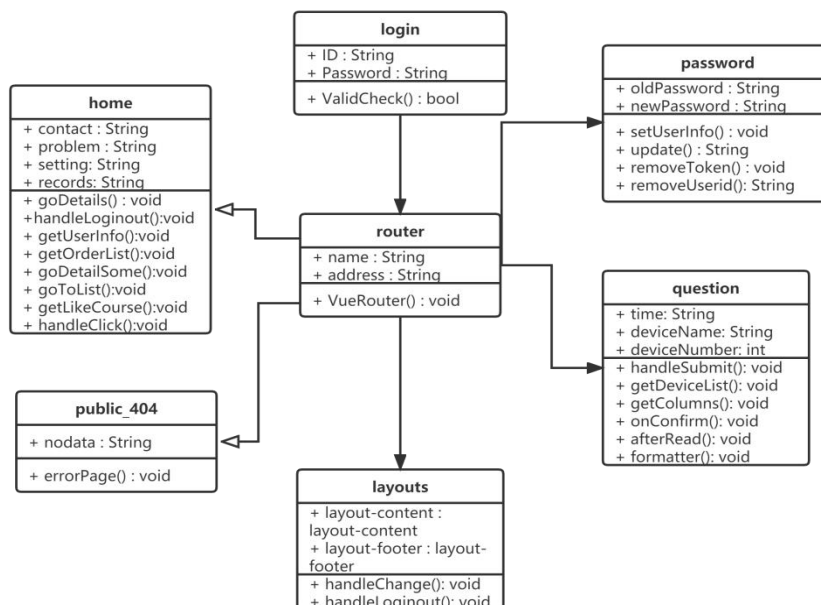 login
+ ID : String
+ Password : String
+ ValidCheck() : bool
password
+ oldPassword : String
+ newPassword : String
+ setUserInfo() : void
+ update() : String
+ removeToken() : void
+ removeUserid(): String
home
+ contact : String
+ problem : String
+ setting: String
+ records: String
+ goDetails() : void
+handleLoginout():void
+ getUserInfo():void
+ getOrderList():void
+ goDetailSome():void
+ goToList():void
+ getLikeCourse():void
+ handleClick():void
router
+ name : String
+ address : String
+ VueRouter() : void
question
+ time: String
+ deviceName: String
+ deviceNumber: int
+ handleSubmit(): void
+ getDeviceList(): void
+ getColumns(): void
+ onConfirm(): void
+ afterRead(): void
+ formatter(): void
public_404
+ nodata : String
+ errorPage() : void
layouts
+ layout-content :
layout-content
+ layout-footer : layout-
footer
+ handleChange(): void
+ handleLoginout(): void